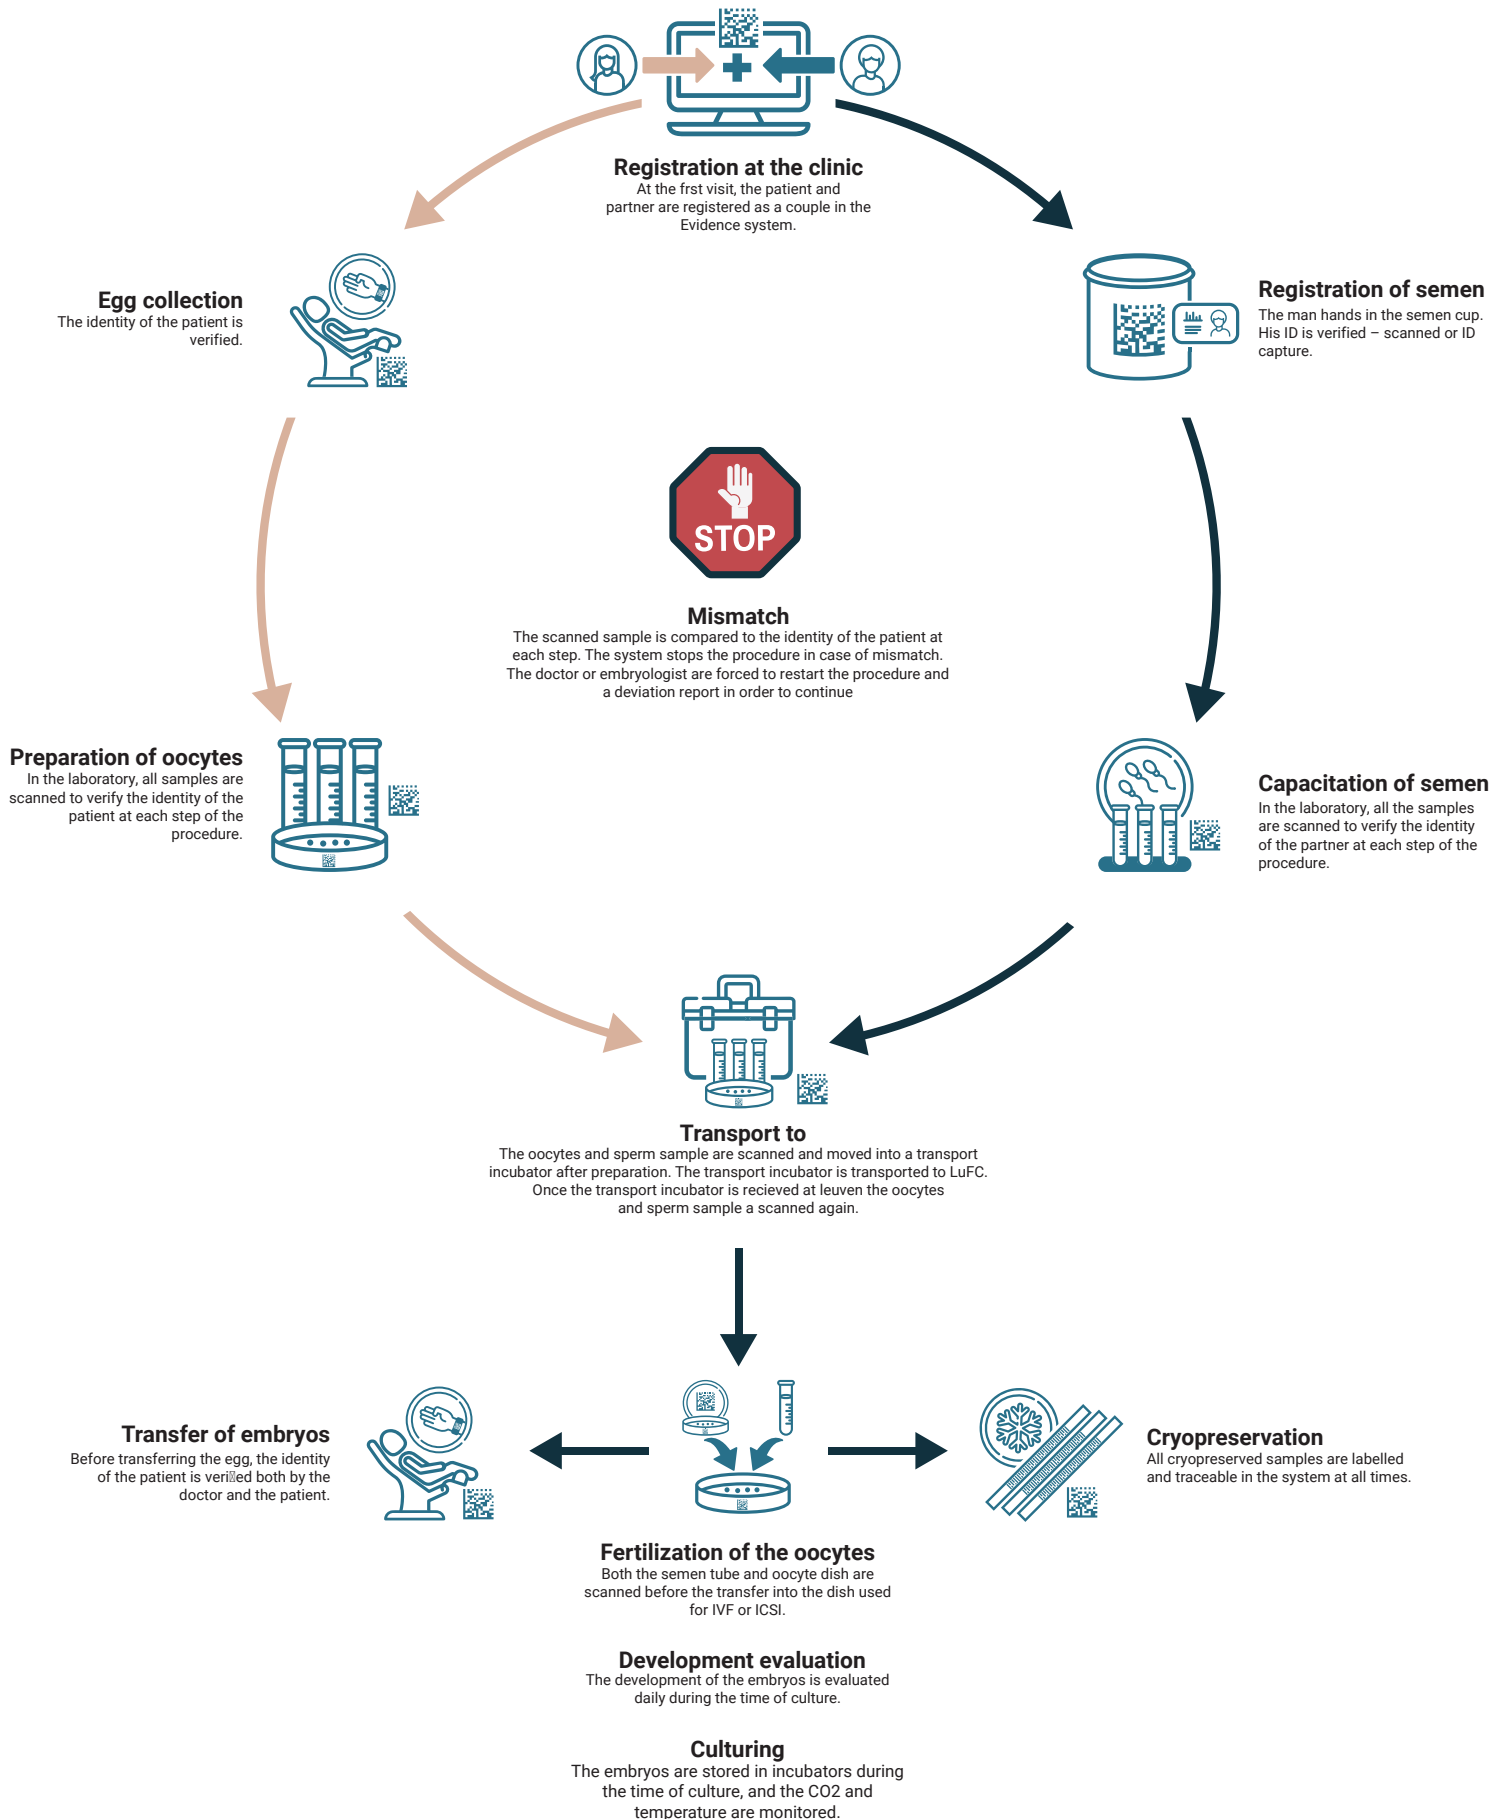 Registration at the clinic
At the frst visit, the patient and
partner are registered as a couple in the
Evidence system.
Egg collection
The identity of the patient is
verified.
Registration of semen
The man hands in the semen cup.
His ID is verified – scanned or ID
capture.
STOP
Mismatch
The scanned sample is compared to the identity of the patient at
each step. The system stops the procedure in case of mismatch.
The doctor or embryologist are forced to restart the procedure and
a deviation report in order to continue
Preparation of oocytes
In the laboratory, all samples are
scanned to verify the identity of the
patient at each step of the
procedure.
Capacitation of semen
In the laboratory, all the samples
are scanned to verify the identity
of the partner at each step of the
procedure.
Transport to
The oocytes and sperm sample are scanned and moved into a transport
incubator after preparation. The transport incubator is transported to LuFC.
Once the transport incubator is recieved at leuven the oocytes
and sperm sample a scanned again.
Transfer of embryos
Before transferring the egg, the identity
of the patient is veri▯ed both by the
doctor and the patient.
Cryopreservation
All cryopreserved samples are labelled
and traceable in the system at all times.
Fertilization of the oocytes
Both the semen tube and oocyte dish are
scanned before the transfer into the dish used
for IVF or ICSI.
Development evaluation
The development of the embryos is evaluated
daily during the time of culture.
Culturing
The embryos are stored in incubators during
the time of culture, and the CO2 and
temperature are monitored.